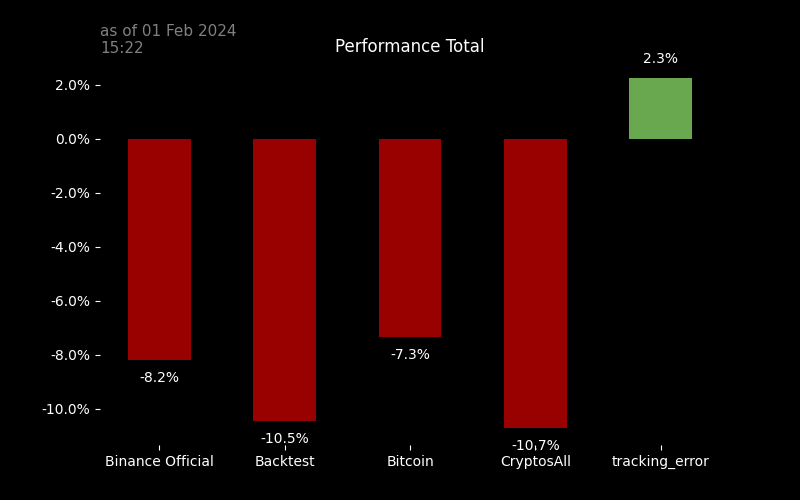 as of 01 Feb 2024
15:22
Performance Total
2.3%
2.0%
0.0%
-2.0%
-4.0%
-6.0%
-8.0%
-10.0%
-8.2%
-10.5%
-7.3%
-10.7%
Binance Official
Backtest
Bitcoin
CryptosAll
tracking_error